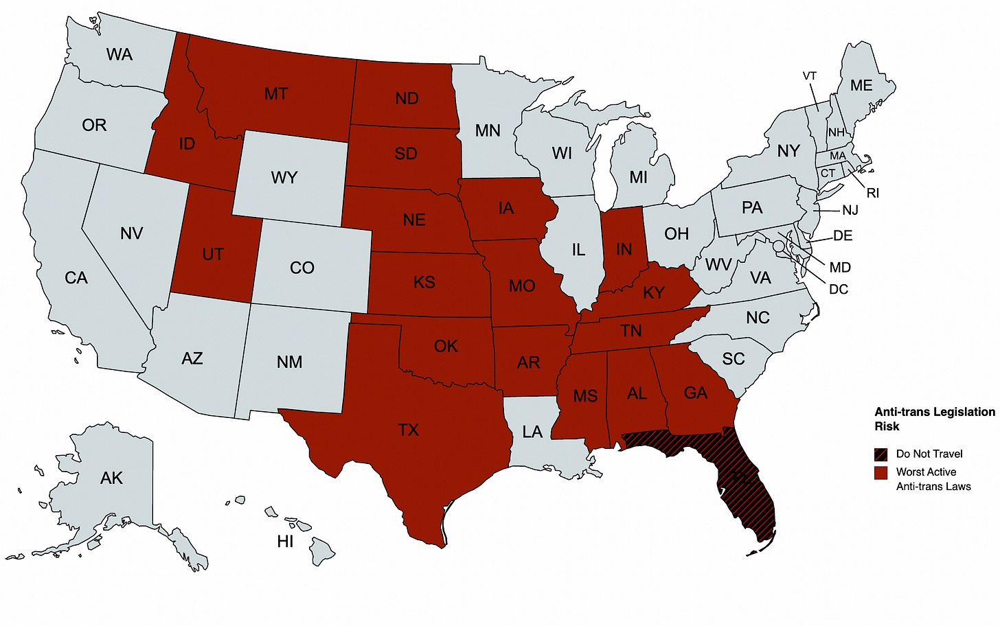 WA
MT
ND
MN
VT
ME
OR
ID
SD
WI
MI
NY
NH
MA
CT
RI
WY
NE
IA
PA
NJ
NV
UT
CO
IL
IN
OH
DE
CA
KS
MO
KY
WV
VA
MD
DC
AZ
NM
OK
AR
TN
NC
SC
TX
LA
MS
AL
GA
AK
HI
Anti-trans Legislation
Risk
Do Not Travel
Worst Active
Anti-trans Laws